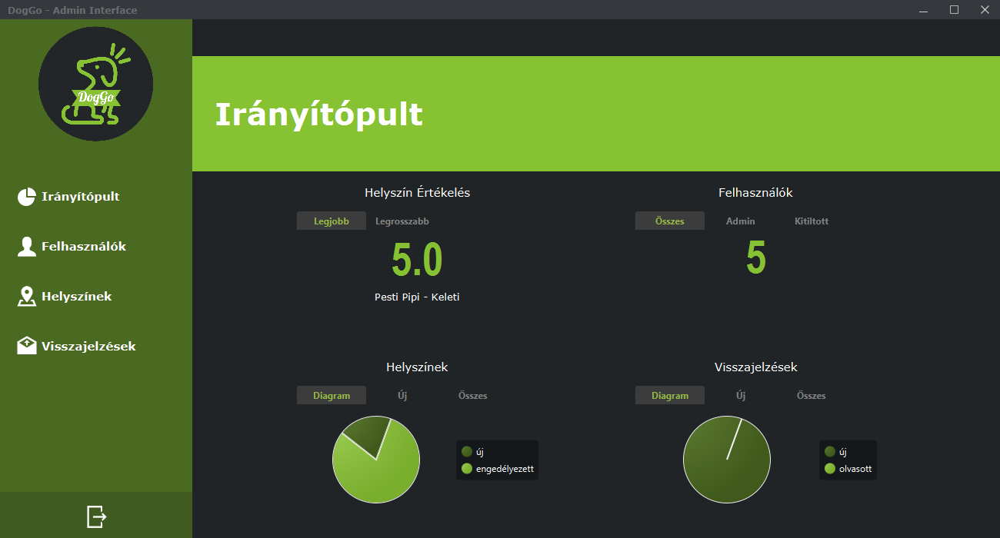 DogGo - Admin Interface
DogGo
Irányítópult
Felhasználók
Helyszínek
Visszajelzések
Irányítópult
Helyszín Értékelés
Legjobb Legrosszabb
5.0
Pesti Pipi - Keleti
Felhasználók
Összes Admin Kitiltott
5
Helyszínek
Diagram Új Összes
új
engedélyezett
Visszajelzések
Diagram Új Összes
új
olvasott